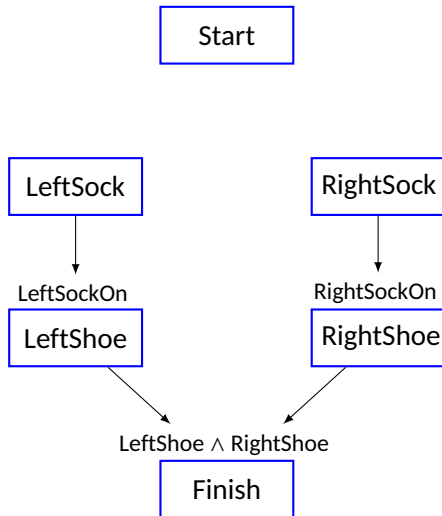 Start
LeftSock
RightSock
LeftSockOn
RightSockOn
LeftShoe
RightShoe
LeftShoe ∧ RightShoe
Finish